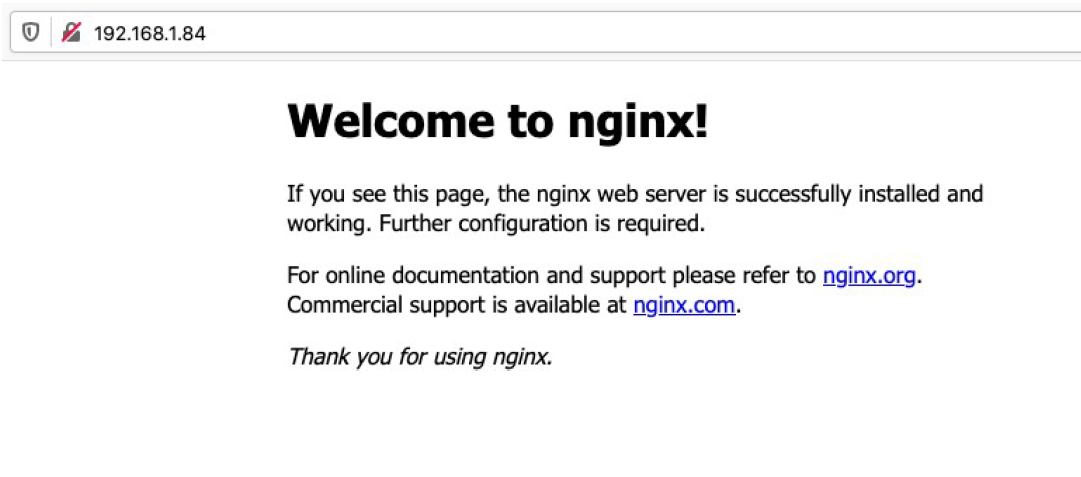 192.168.1.84
Welcome to nginx!
If you see this page, the nginx web server is successfully installed and
working. Further configuration is required.
For online documentation and support please refer to nginx.org.
Commercial support is available at nginx.com.
Thank you for using nginx.